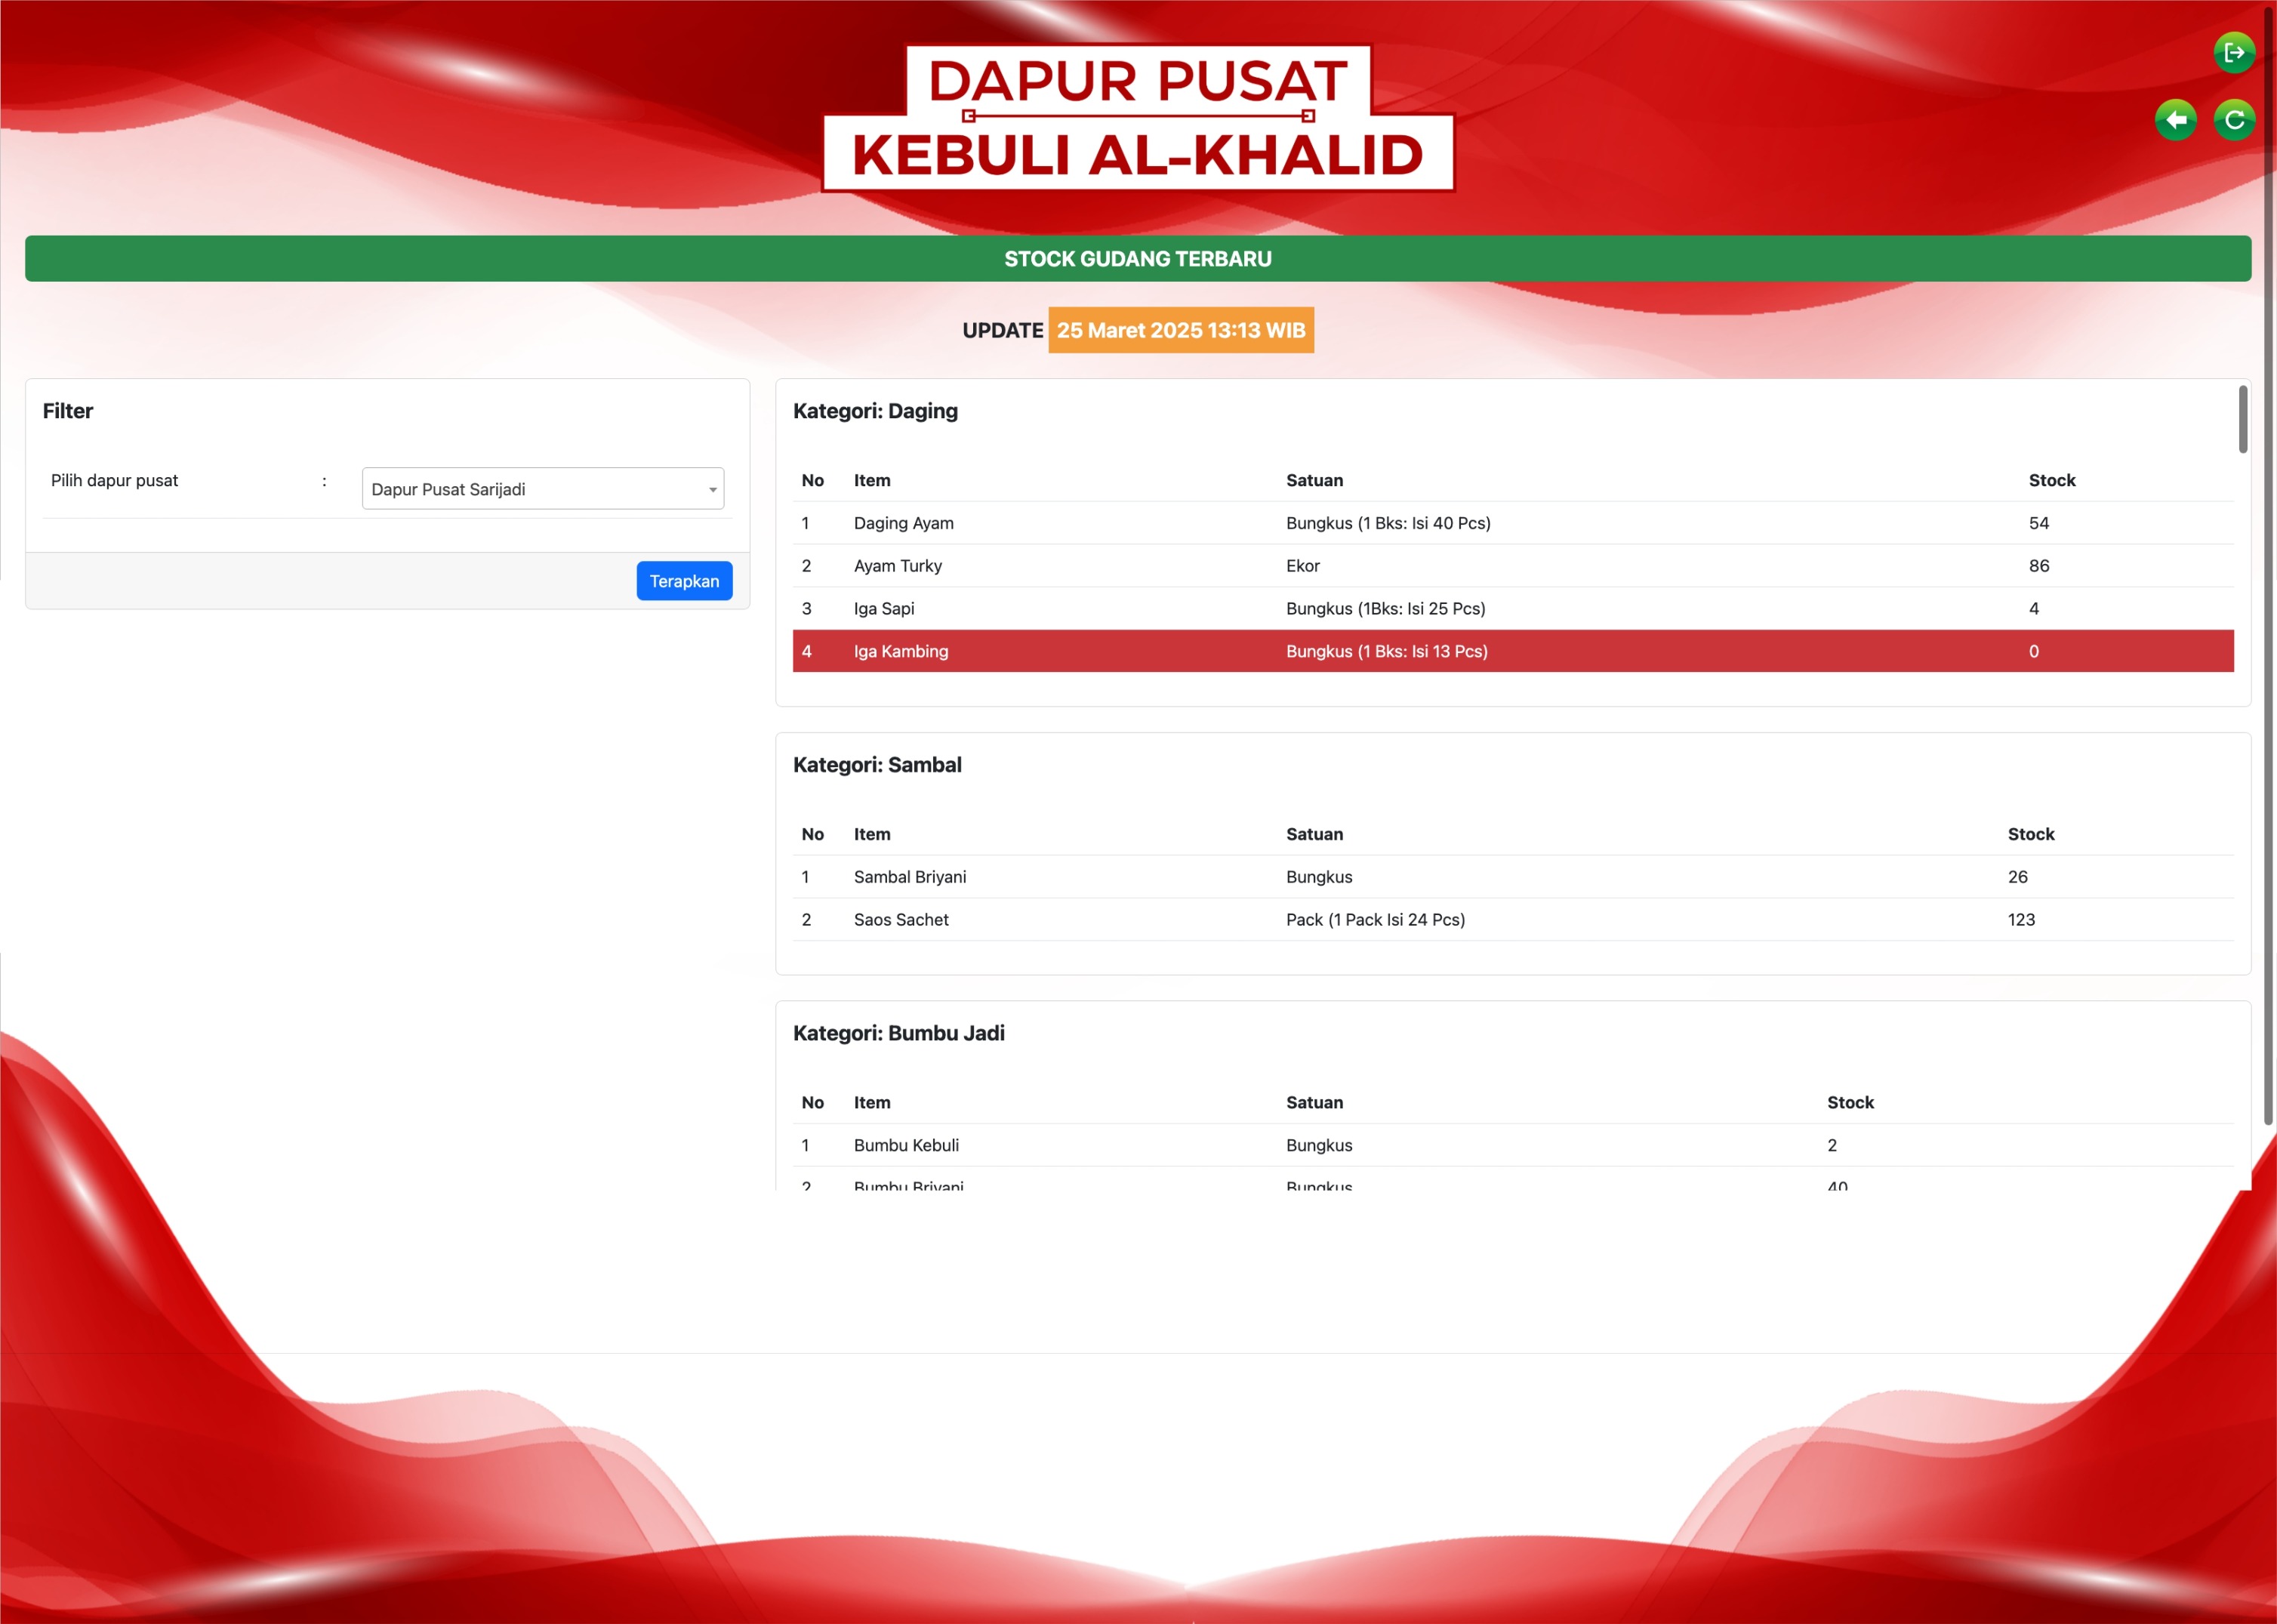 DAPUR PUSAT
KEBULI AL-KHALID
STOCK GUDANG TERBARU
UPDATE 25 Maret 2025 13:13 WIB
Filter
Pilih dapur pusat : Dapur Pusat Sarijadi
Terapkan
Kategori: Daging
No Item Satuan Stock
1 Daging Ayam Bungkus (1 Bks: Isi 40 Pcs) 54
2 Ayam Turky Ekor 86
3 Iga Sapi Bungkus (1Bks: Isi 25 Pcs) 4
4 Iga Kambing Bungkus (1 Bks: Isi 13 Pcs) 0
Kategori: Sambal
No Item Satuan Stock
1 Sambal Briyani Bungkus 26
2 Saos Sachet Pack (1 Pack Isi 24 Pcs) 123
Kategori: Bumbu Jadi
No Item Satuan Stock
1 Bumbu Kebuli Bungkus 2
2 Bumbu Briyani Bungkus 40